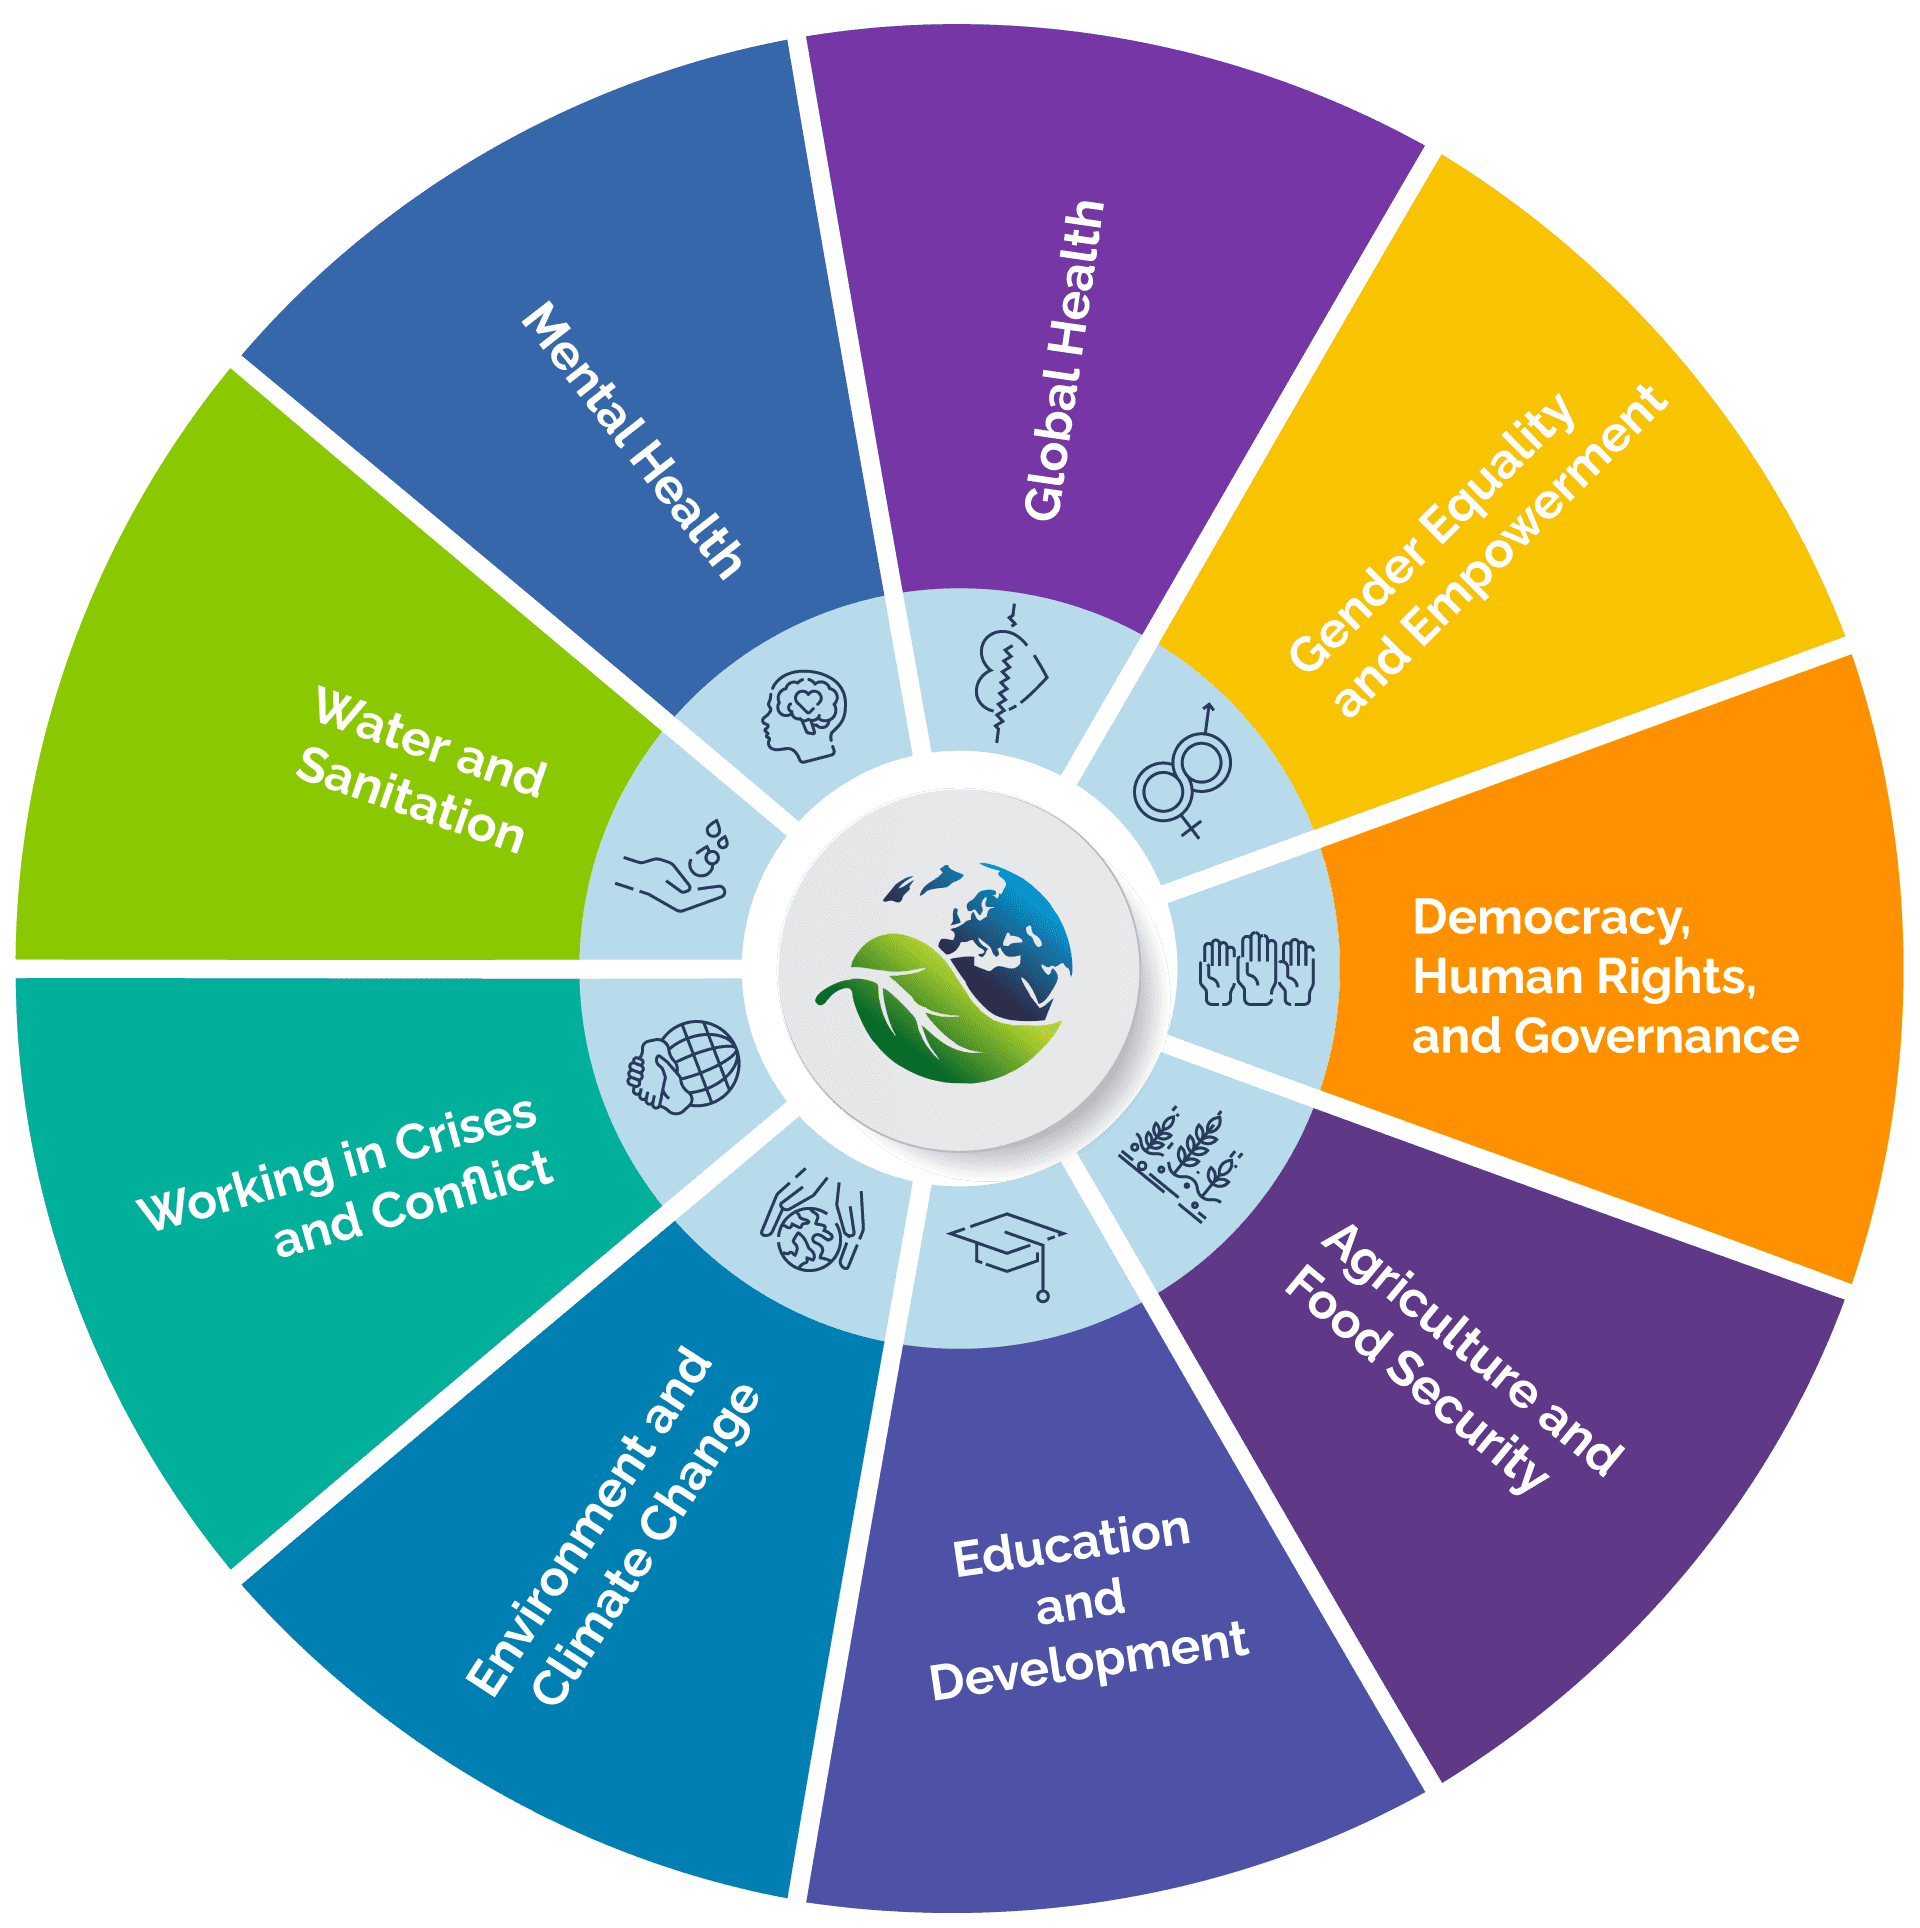 Global Health
Gender Equality
and Empowerment
Democracy,
Human Rights,
and Governance
Agriculture and
Food Security
Education
and
Development
Environment and
Climate Change
Working in Crises
and Conflict
Water and
Sanitation
Mental Health